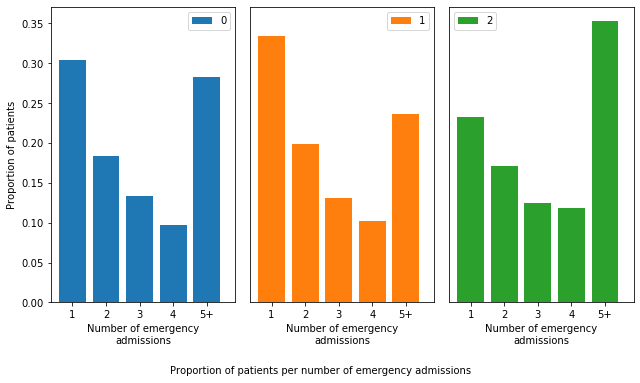 0
1
2
0.35
0.30
0.25
0.20
0.15
0.10
0.05
0.00
Proportion of patients
1 2 3 4 5+
1 2 3 4 5+
1 2 3 4 5+
Number of emergency
admissions
Number of emergency
admissions
Number of emergency
admissions
Proportion of patients per number of emergency admissions